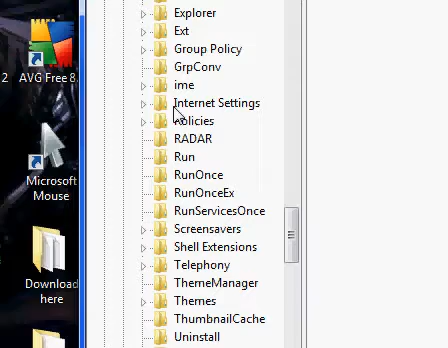 Explorer
Ext
Group Policy
GrpConv
ime
Internet Settings
Policies
RADAR
Run
RunOnce
RunOnceEx
RunServicesOnce
Screensavers
Shell Extensions
Telephony
ThemeManager
Themes
ThumbnailCache
Uninstall
2
AVG Free 8.
Microsoft
Mouse
Download
here